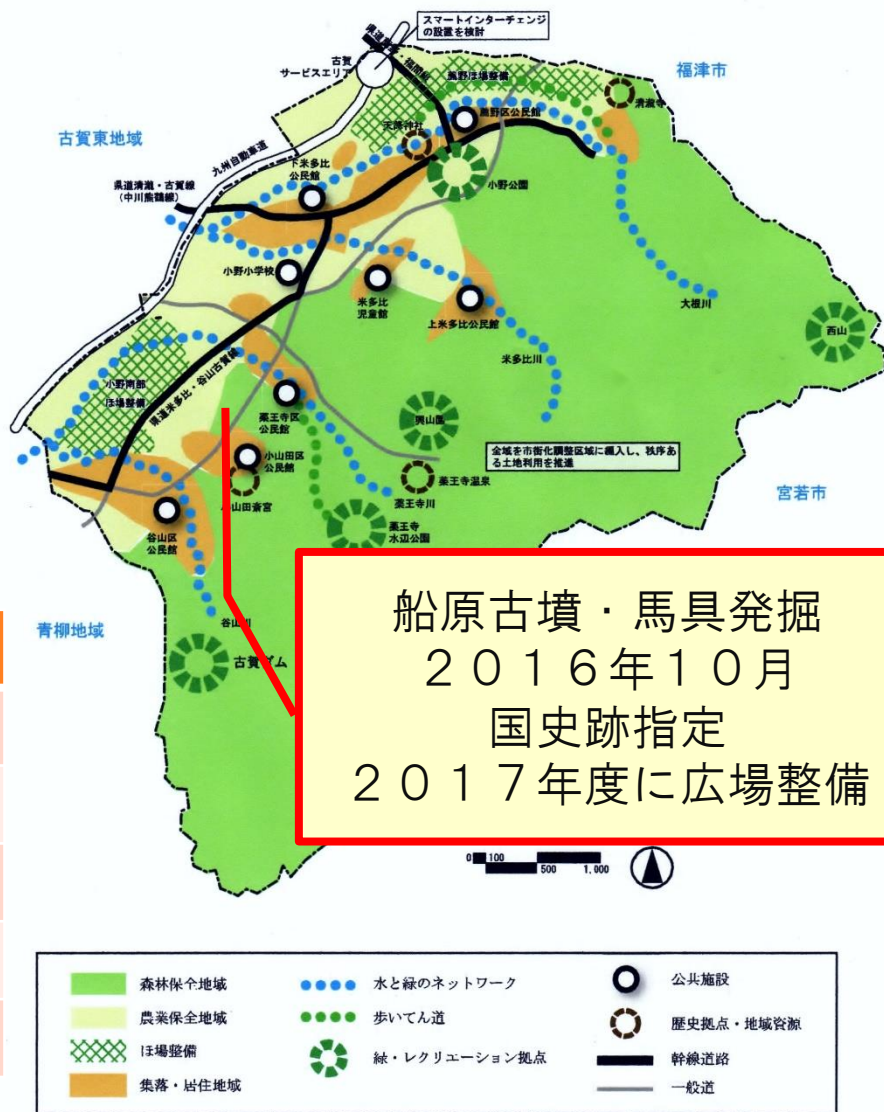 スマートインターチェンジ
の設置を検討
古賀
サービスエリア
福津市
莚野ほ場整備
清瀧寺
古賀東地域
九州自動車道
天降神社
莚野区公民館
下米多比
公民館
県道清瀧・古賀線
(中川熊鶴線)
小野公園
小野小学校
米多比
児童館
上米多比公民館
大根川
西山
米多比川
小野南部
ほ場整備
県道米多比・谷山古賀線
薬王寺区
公民館
興山園
全域を市街化調整区域に編入し、秩序あ
る土地利用を推進
小山田区
公民館
薬王寺温泉
宮若市
小山田斎宮
薬王寺川
谷山区
公民館
薬王寺
水辺公園
青柳地域
谷山川
古賀ダム
船原古墳・馬具発掘
２０１６年１０月
国史跡指定
２０１７年度に広場整備
0 100
500 1,000
森林保全地域
水と緑のネットワーク
公共施設
農業保全地域
歩いてん道
歴史拠点・地域資源
ほ場整備
緑・レクリエーション拠点
幹線道路
集落・居住地域
一般道